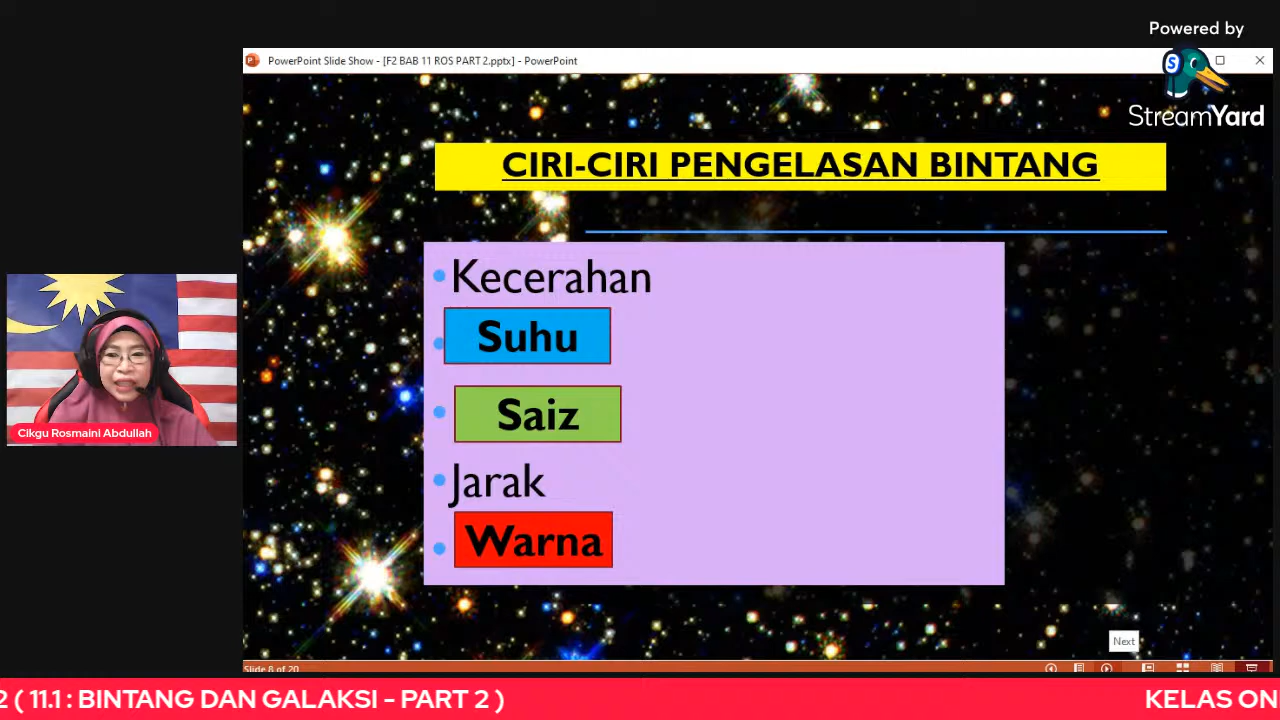 Powered by
StreamYard
PowerPoint Slide Show - [F2 BAB 11 ROS PART 2.pptx] - PowerPoint
CIRI-CIRI PENGELASAN BINTANG
Kecerahan
Suhu
Saiz
Jarak
Warna
Cikgu Rosmaini Abdullah
Next
Slide 8 of 20
2 ( 11.1 : BINTANG DAN GALAKSI - PART 2 )
KELAS ON